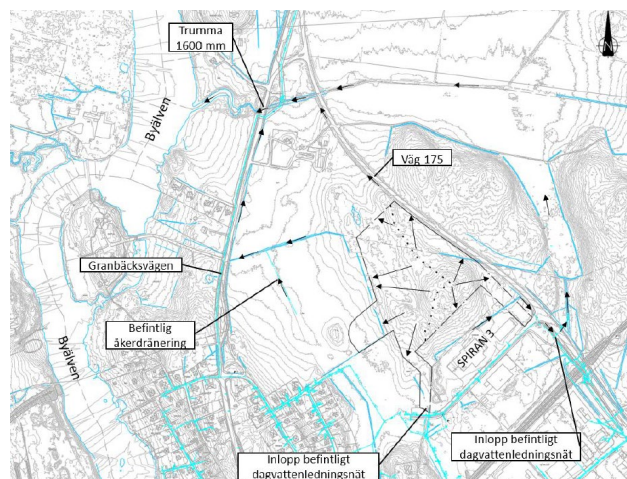 Trumma
1600 mm
N
Byälven
Väg 175
Granbäcksvägen
Befintlig
åkerdränering
Byälven
SPIRAN 3
Inlopp befintligt
dagvattenledningsnät
Inlopp befintligt
dagvattenledningsnät